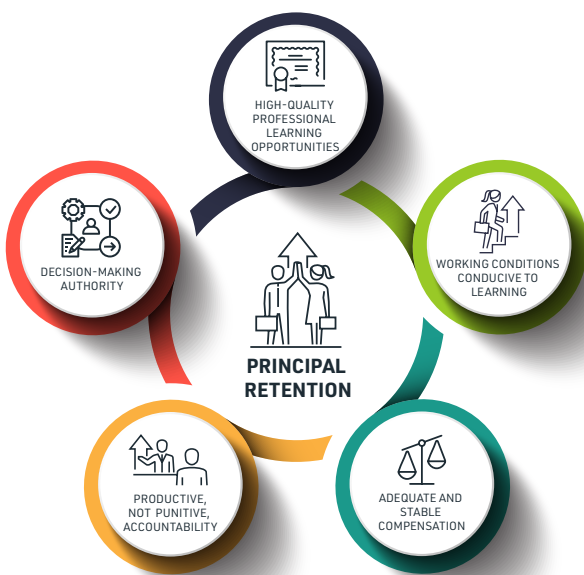 HIGH-QUALITY
PROFESSIONAL
LEARNING
OPPORTUNITIES
DECISION-MAKING
AUTHORITY
WORKING CONDITIONS
CONDUCIVE TO
LEARNING
PRINCIPAL
RETENTION
PRODUCTIVE,
NOT PUNITIVE,
ACCOUNTABILITY
ADEQUATE AND
STABLE
COMPENSATION